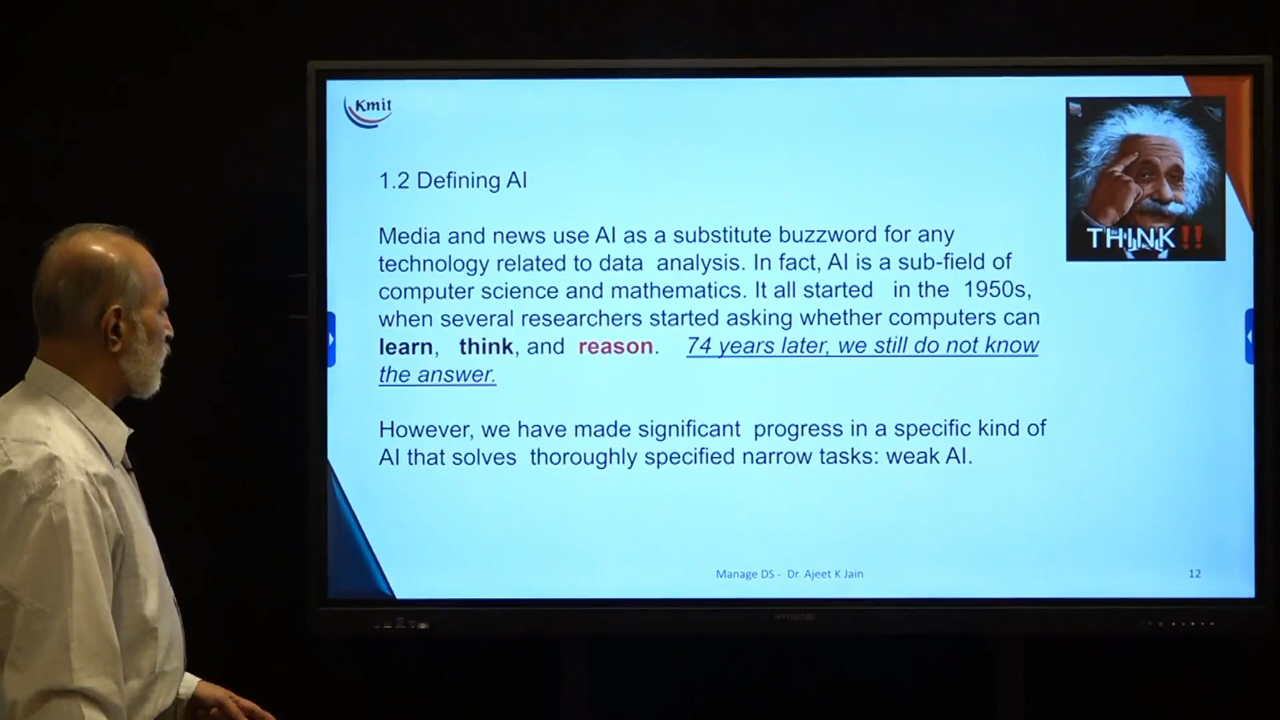 Kmit
1.2 Defining AI
Media and news use AI as a substitute buzzword for any
technology related to data analysis. In fact, AI is a sub-field of
computer science and mathematics. It all started in the 1950s,
when several researchers started asking whether computers can
learn, think, and reason. 74 years later, we still do not know
the answer.
However, we have made significant progress in a specific kind of
AI that solves thoroughly specified narrow tasks: weak AI.
THINK!!
Manage DS - Dr. Ajeet K Jain
12
HYUNDAI